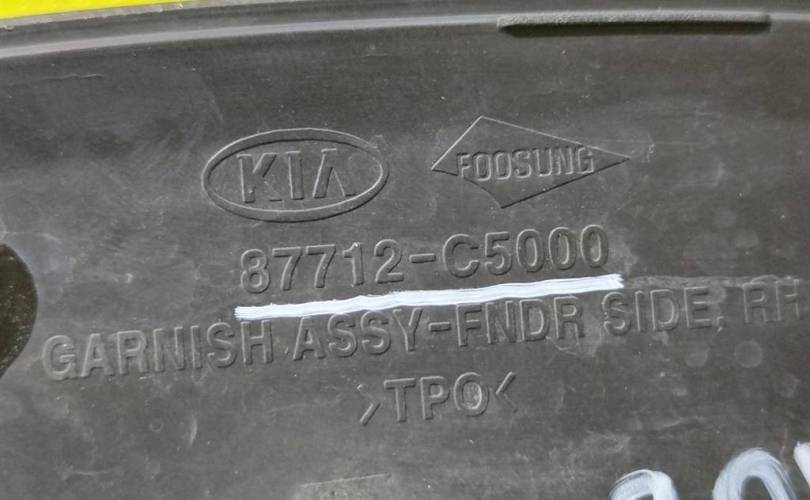 KIA FOOSUNG
87712-C5000
GARNISH ASSY-FNDR SIDE, RH
>TPO<